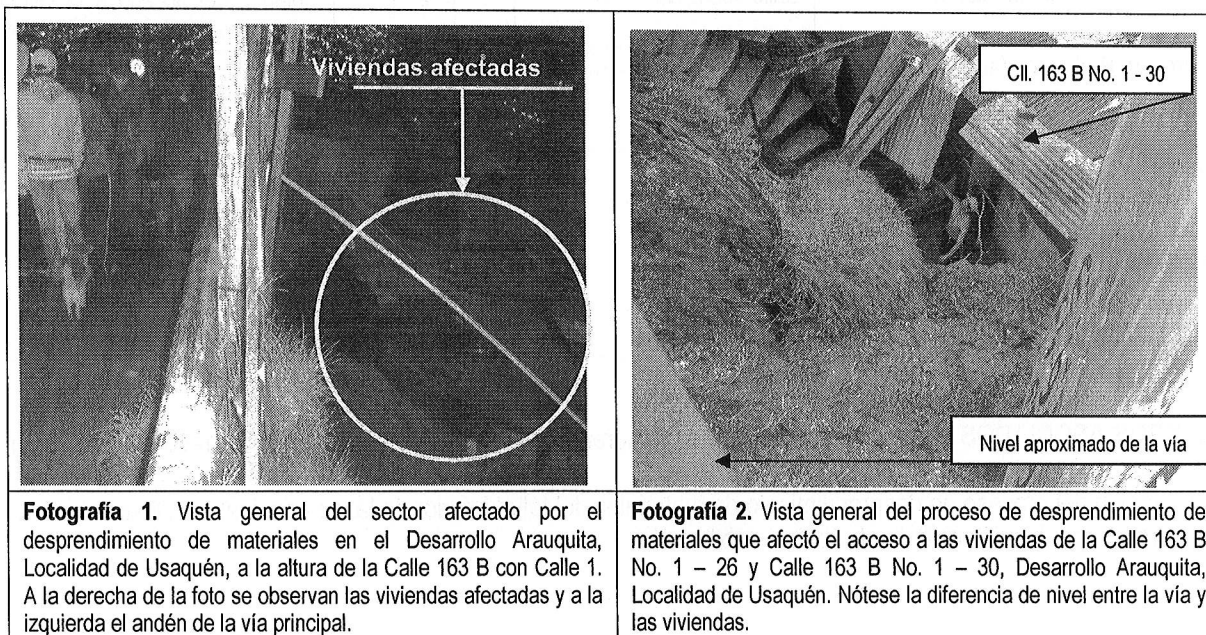 Viviendas afectadas
Cll. 163 B No. 1 - 30
Nivel aproximado de la vía
Fotografía 1. Vista general del sector afectado por el
desprendimiento de materiales en el Desarrollo Arauquita,
Localidad de Usaquén, a la altura de la Calle 163 B con Calle 1.
A la derecha de la foto se observan las viviendas afectadas y a la
izquierda el andén de la vía principal.
Fotografía 2. Vista general del proceso de desprendimiento de
materiales que afectó el acceso a las viviendas de la Calle 163 B
No. 1 – 26 y Calle 163 B No. 1 – 30, Desarrollo Arauquita,
Localidad de Usaquén. Nótese la diferencia de nivel entre la vía y
las viviendas.